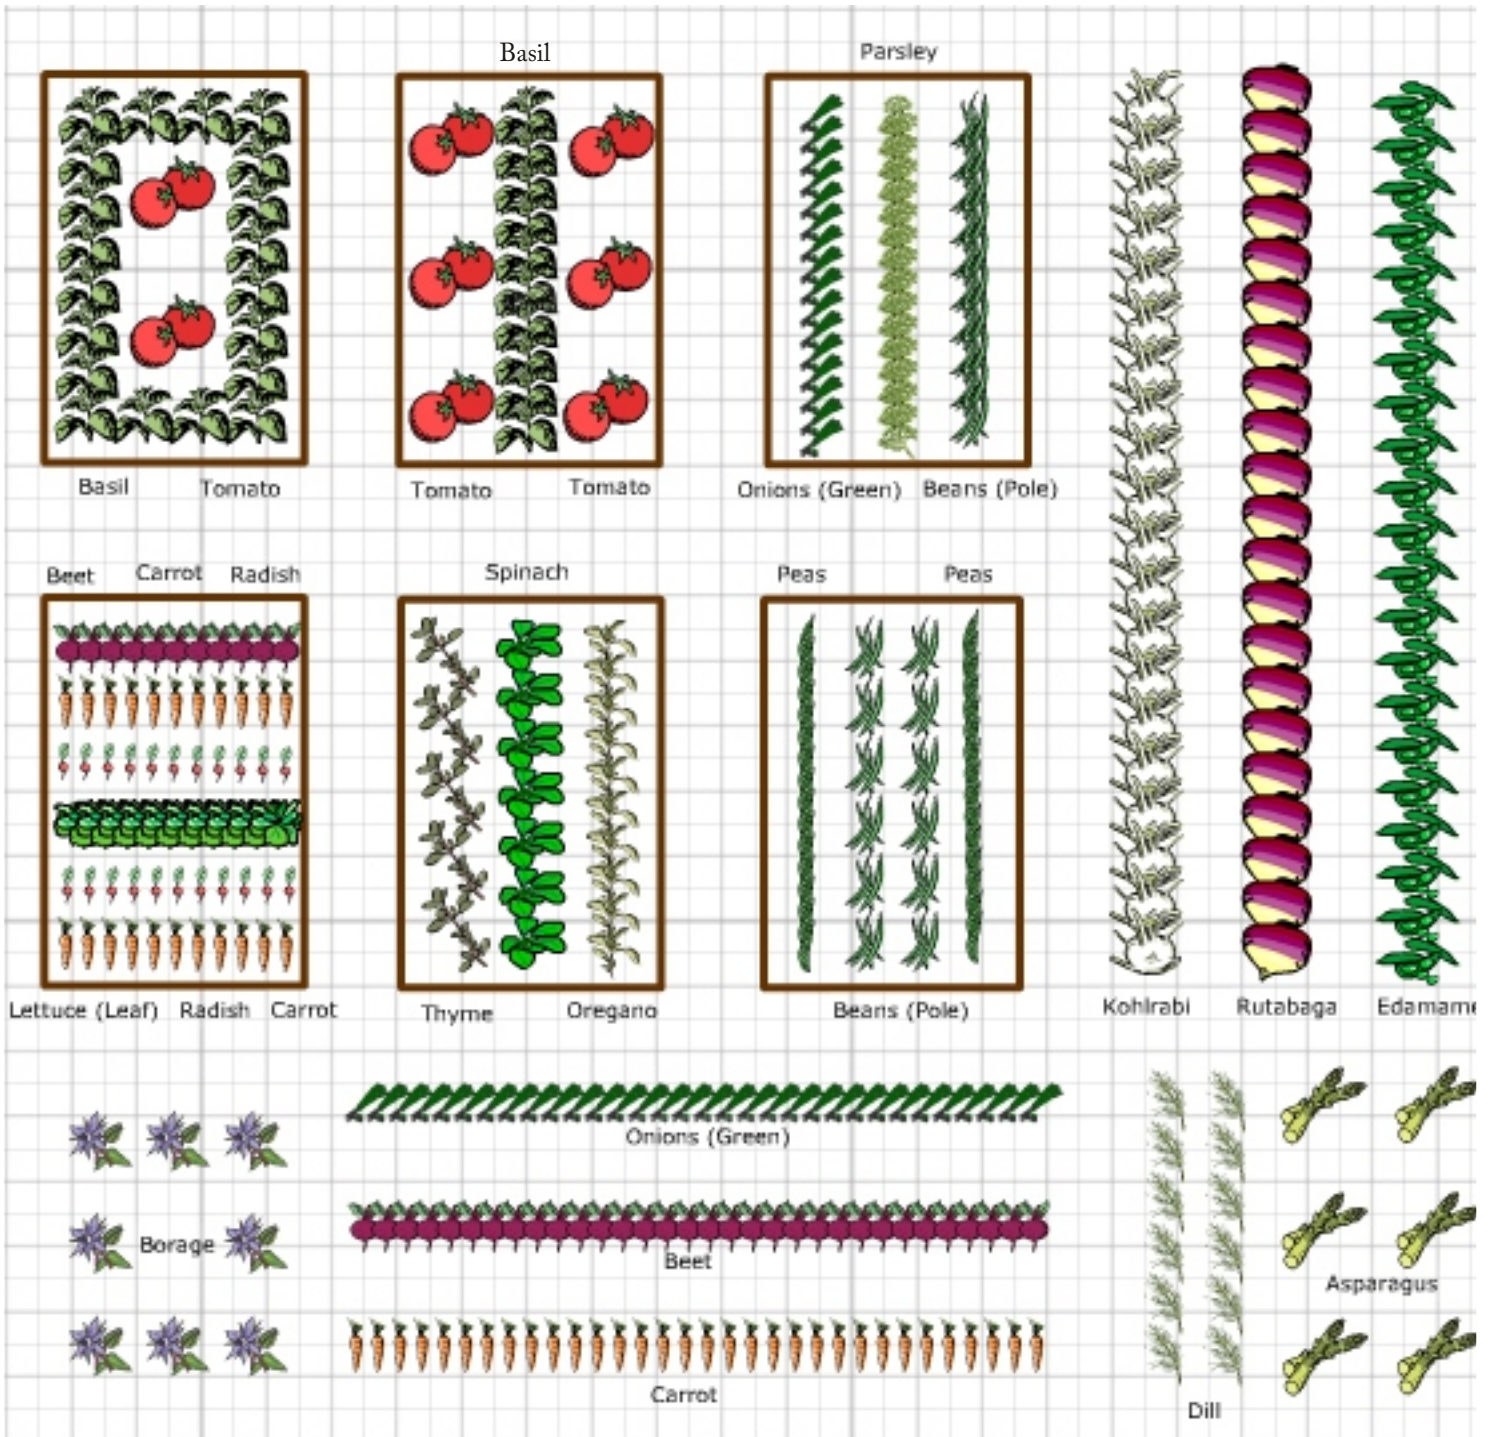 Basil
Parsley
Basil Tomato
Tomato Tomato
Onions (Green) Beans (Pole)
Beet Carrot Radish
Spinach
Peas Peas
Lettuce (Leaf) Radish Carrot
Thyme Oregano
Beans (Pole)
Kohlrabi Rutabaga Edamame
Onions (Green)
Borage
Beet
Asparagus
Carrot
Dill